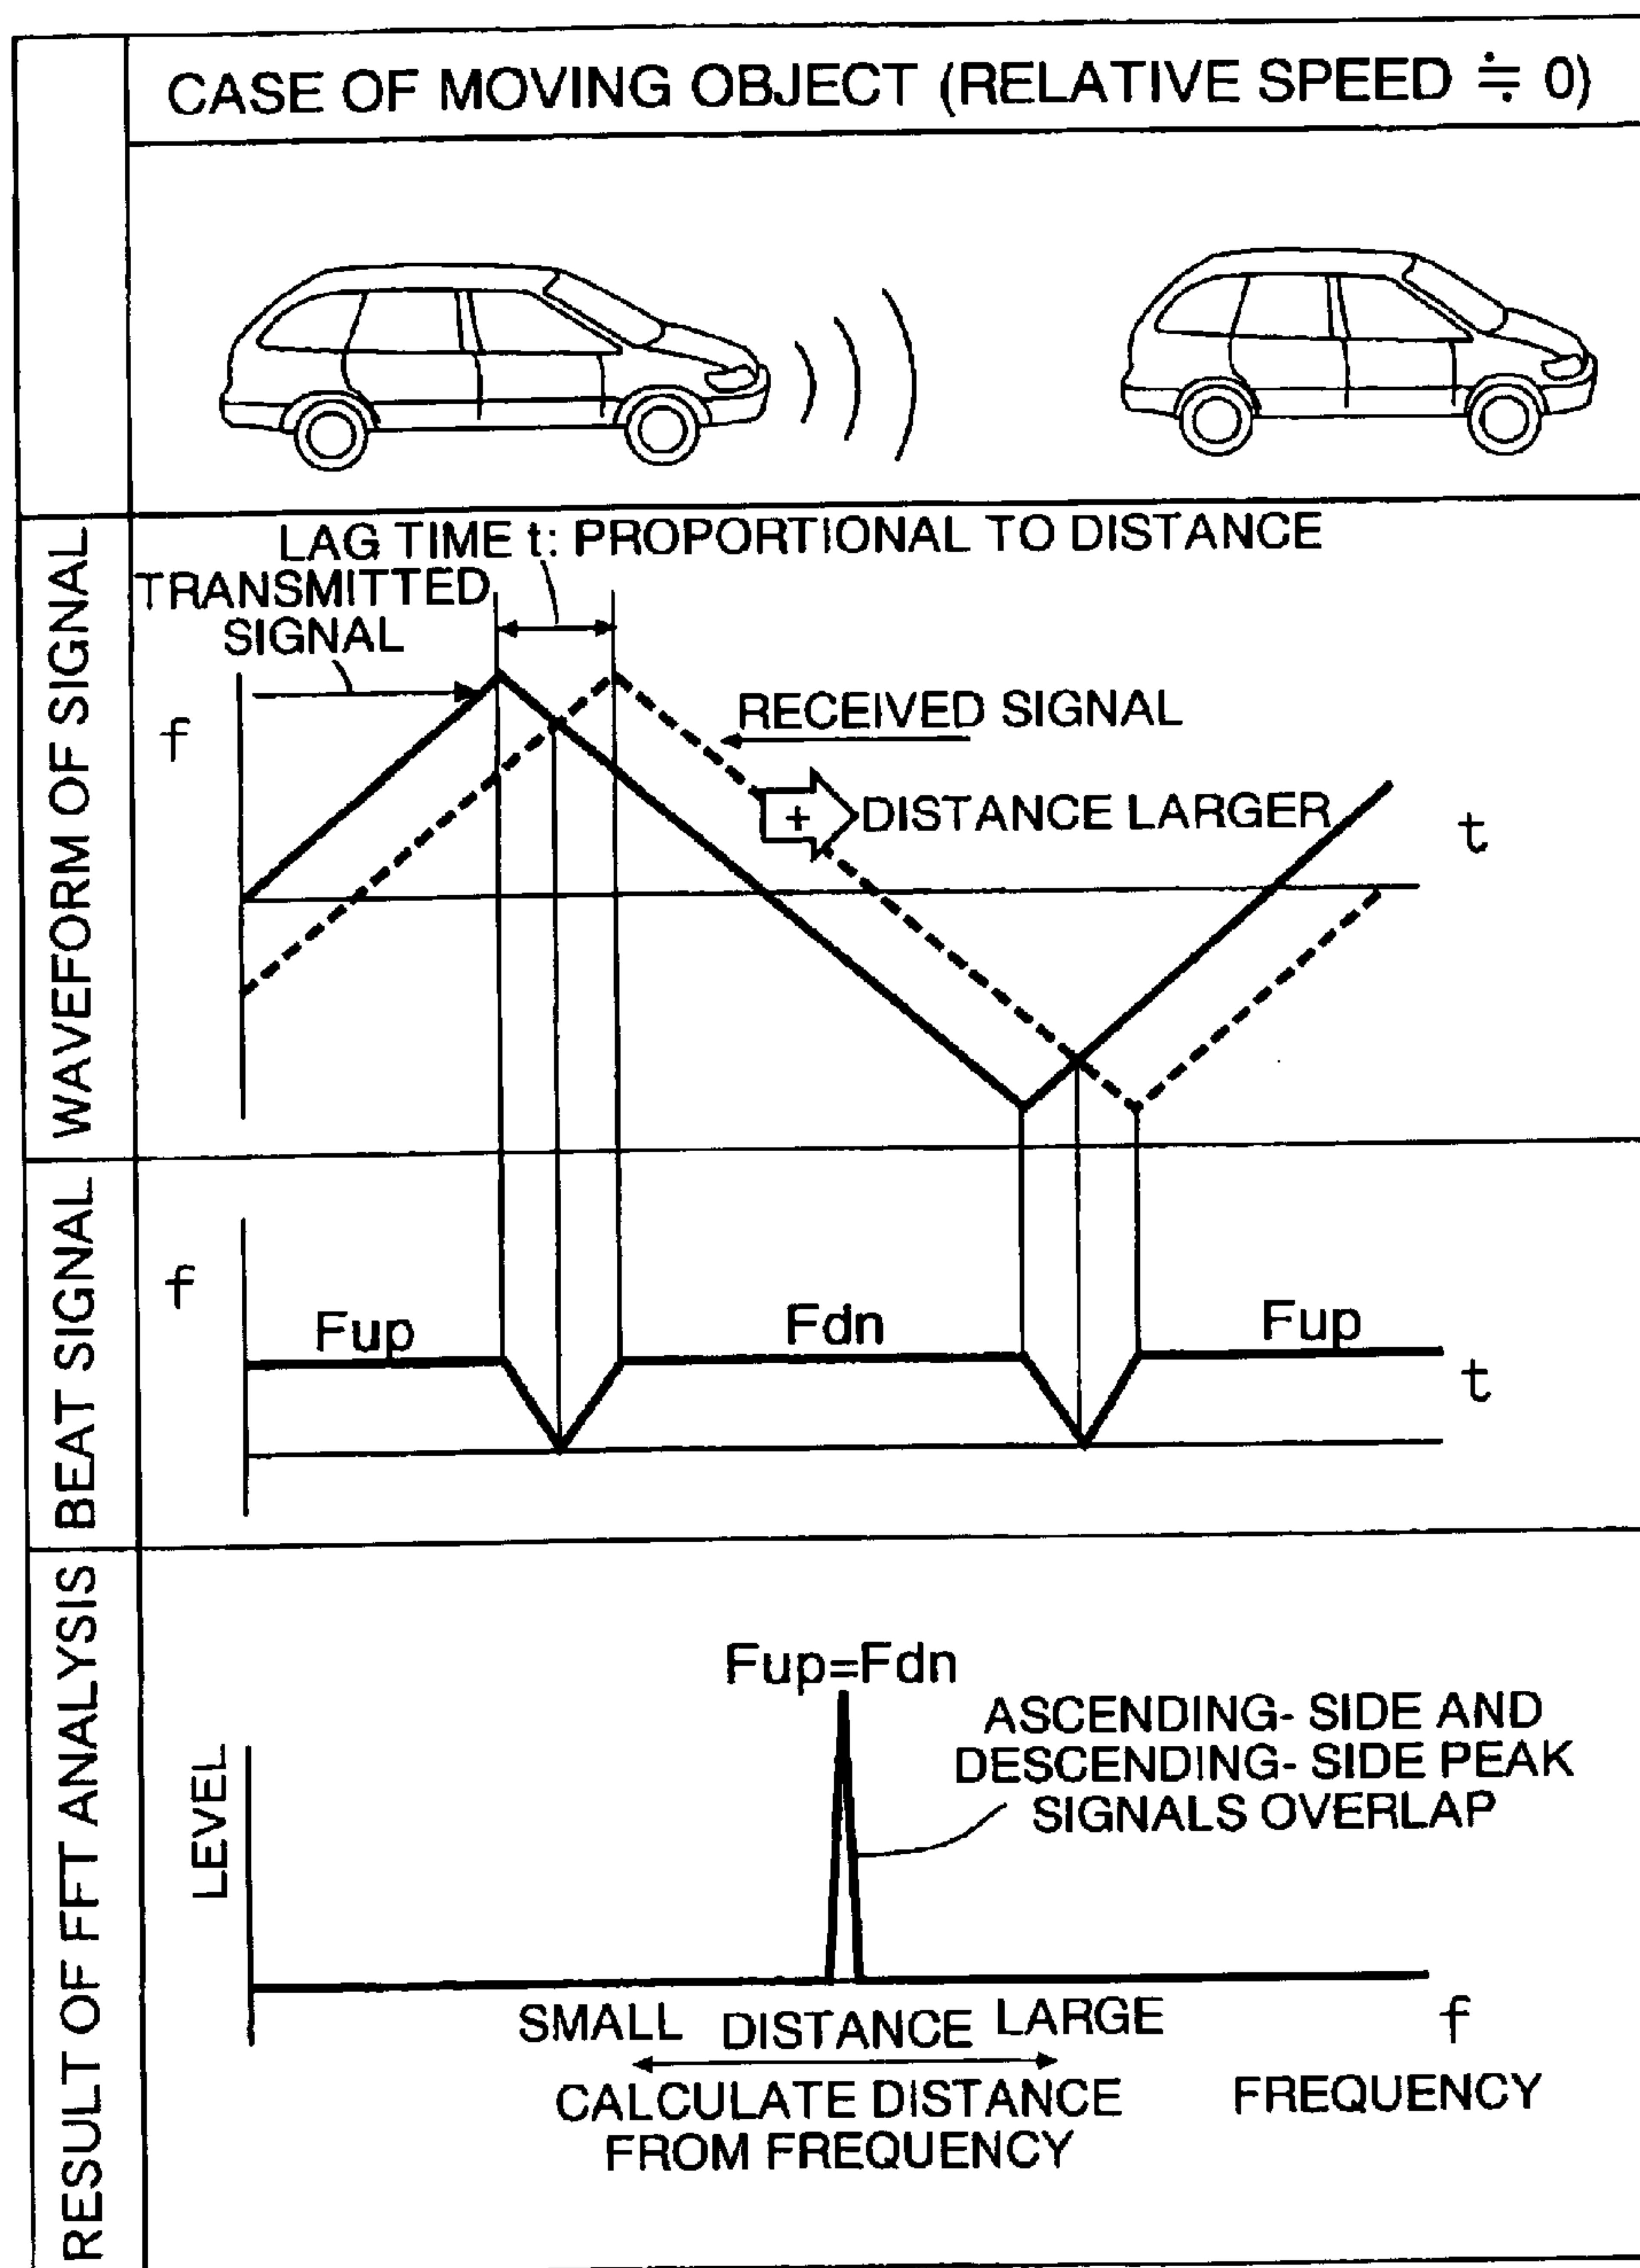 CASE OF MOVING OBJECT (RELATIVE SPEED ≒ 0)
WAVEFORM OF SIGNAL
LAG TIME t: PROPORTIONAL TO DISTANCE
TRANSMITTED
SIGNAL
f
RECEIVED SIGNAL
+
DISTANCE LARGER
t
BEAT SIGNAL
f
Fup
Fdn
Fup
t
RESULT OF FFT ANALYSIS
LEVEL
Fup=Fdn
ASCENDING- SIDE AND
DESCENDING- SIDE PEAK
SIGNALS OVERLAP
SMALL DISTANCE LARGE
f
CALCULATE DISTANCE
FROM FREQUENCY
FREQUENCY